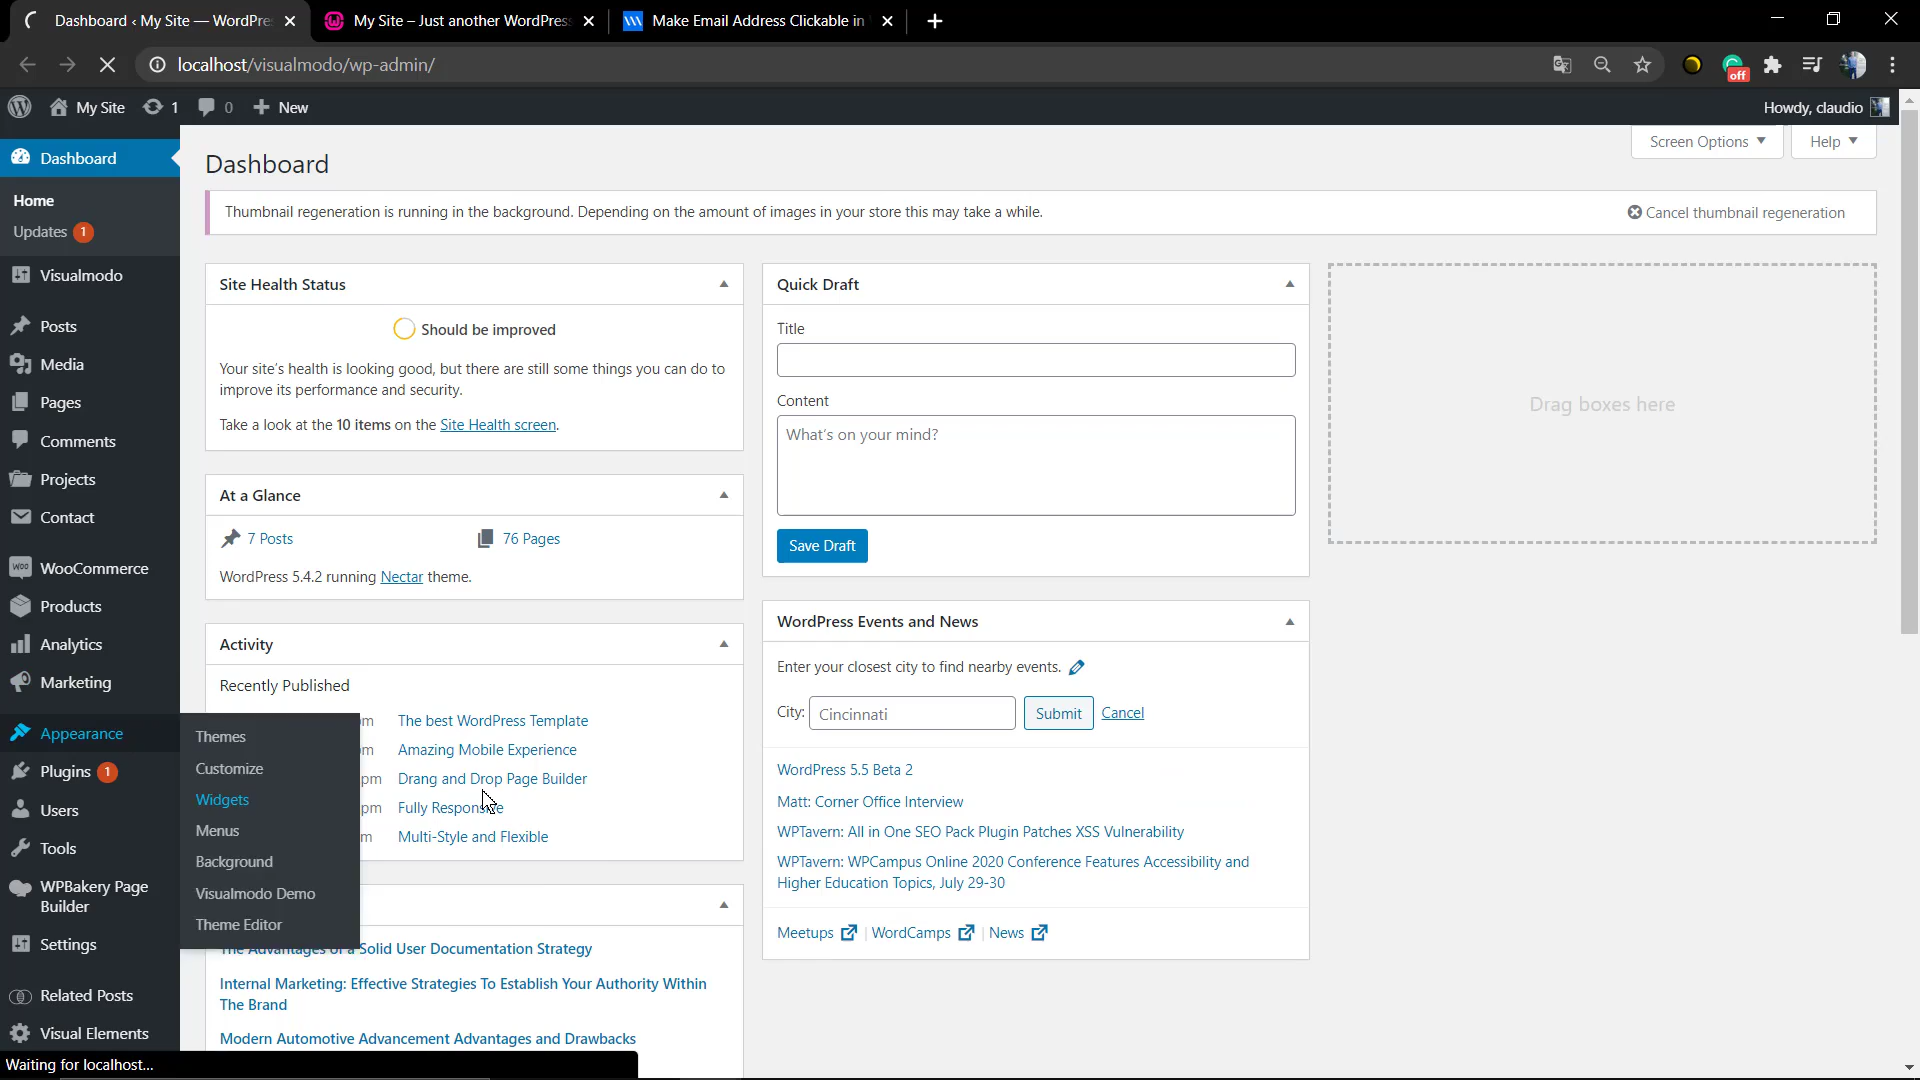 Dashboard ‹ My Site — WordPre
My Site – Just another WordPress
Make Email Address Clickable in
localhost/visualmodo/wp-admin/
off
My Site
1
0
New
Howdy, claudio
Dashboard
Home
Updates 1
Visualmodo
Posts
Media
Pages
Comments
Projects
Contact
WooCommerce
Products
Analytics
Marketing
Appearance
Plugins 1
Users
Tools
WPBakery Page
Builder
Settings
Related Posts
Visual Elements
Themes
Customize
Widgets
Menus
Background
Visualmodo Demo
Theme Editor
Screen Options
Help
Dashboard
Thumbnail regeneration is running in the background. Depending on the amount of images in your store this may take a while.
Cancel thumbnail regeneration
Site Health Status
Should be improved
Your site's health is looking good, but there are still some things you can do to
improve its performance and security.
Take a look at the 10 items on the Site Health screen.
At a Glance
7 Posts
76 Pages
WordPress 5.4.2 running Nectar theme.
Activity
Recently Published
The best WordPress Template
Amazing Mobile Experience
pm Drang and Drop Page Builder
pm Fully Responsive
Multi-Style and Flexible
The Advantages of a Solid User Documentation Strategy
Internal Marketing: Effective Strategies To Establish Your Authority Within
The Brand
Modern Automotive Advancement Advantages and Drawbacks
Quick Draft
Title
Content
What's on your mind?
Save Draft
WordPress Events and News
Enter your closest city to find nearby events.
City: Cincinnati Submit Cancel
WordPress 5.5 Beta 2
Matt: Corner Office Interview
WPTavern: All in One SEO Pack Plugin Patches XSS Vulnerability
WPTavern: WPCampus Online 2020 Conference Features Accessibility and
Higher Education Topics, July 29-30
Meetups | WordCamps | News
Drag boxes here
Waiting for localhost...